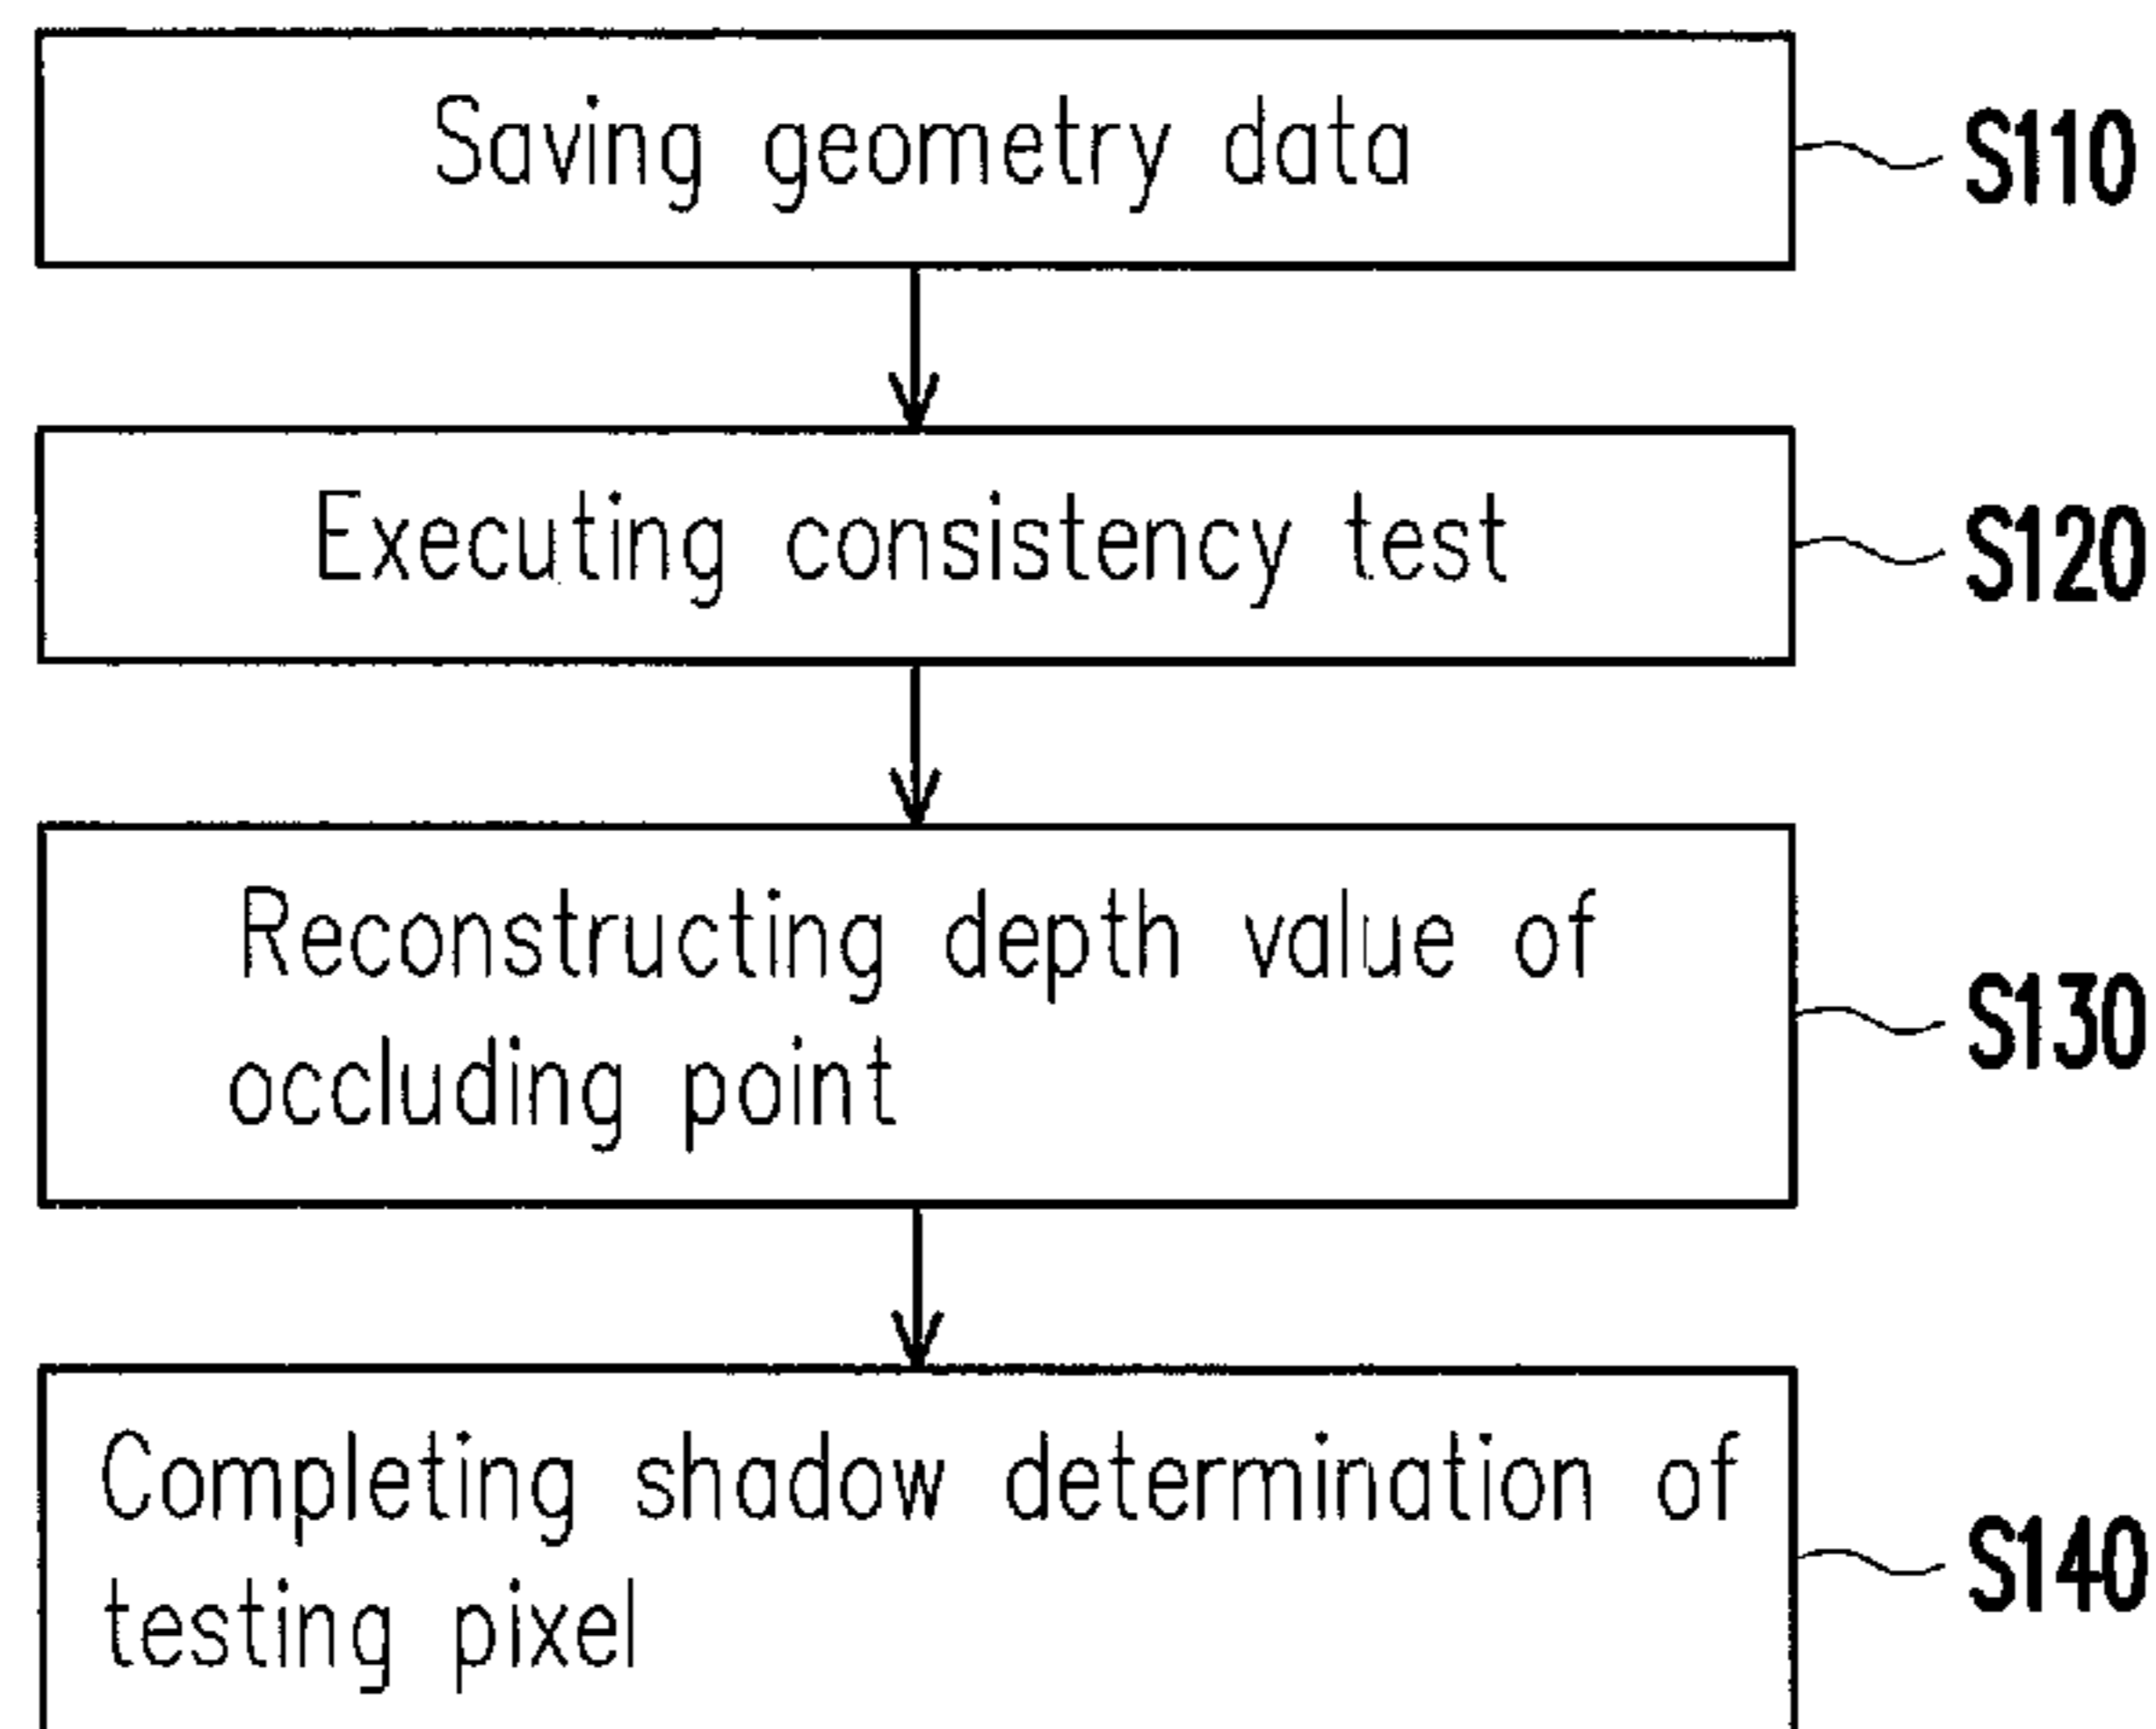 Saving geometry data
S110
Executing consistency test
S120
Reconstructing depth value of
occluding point
S130
Completing shadow determination of
testing pixel
S140